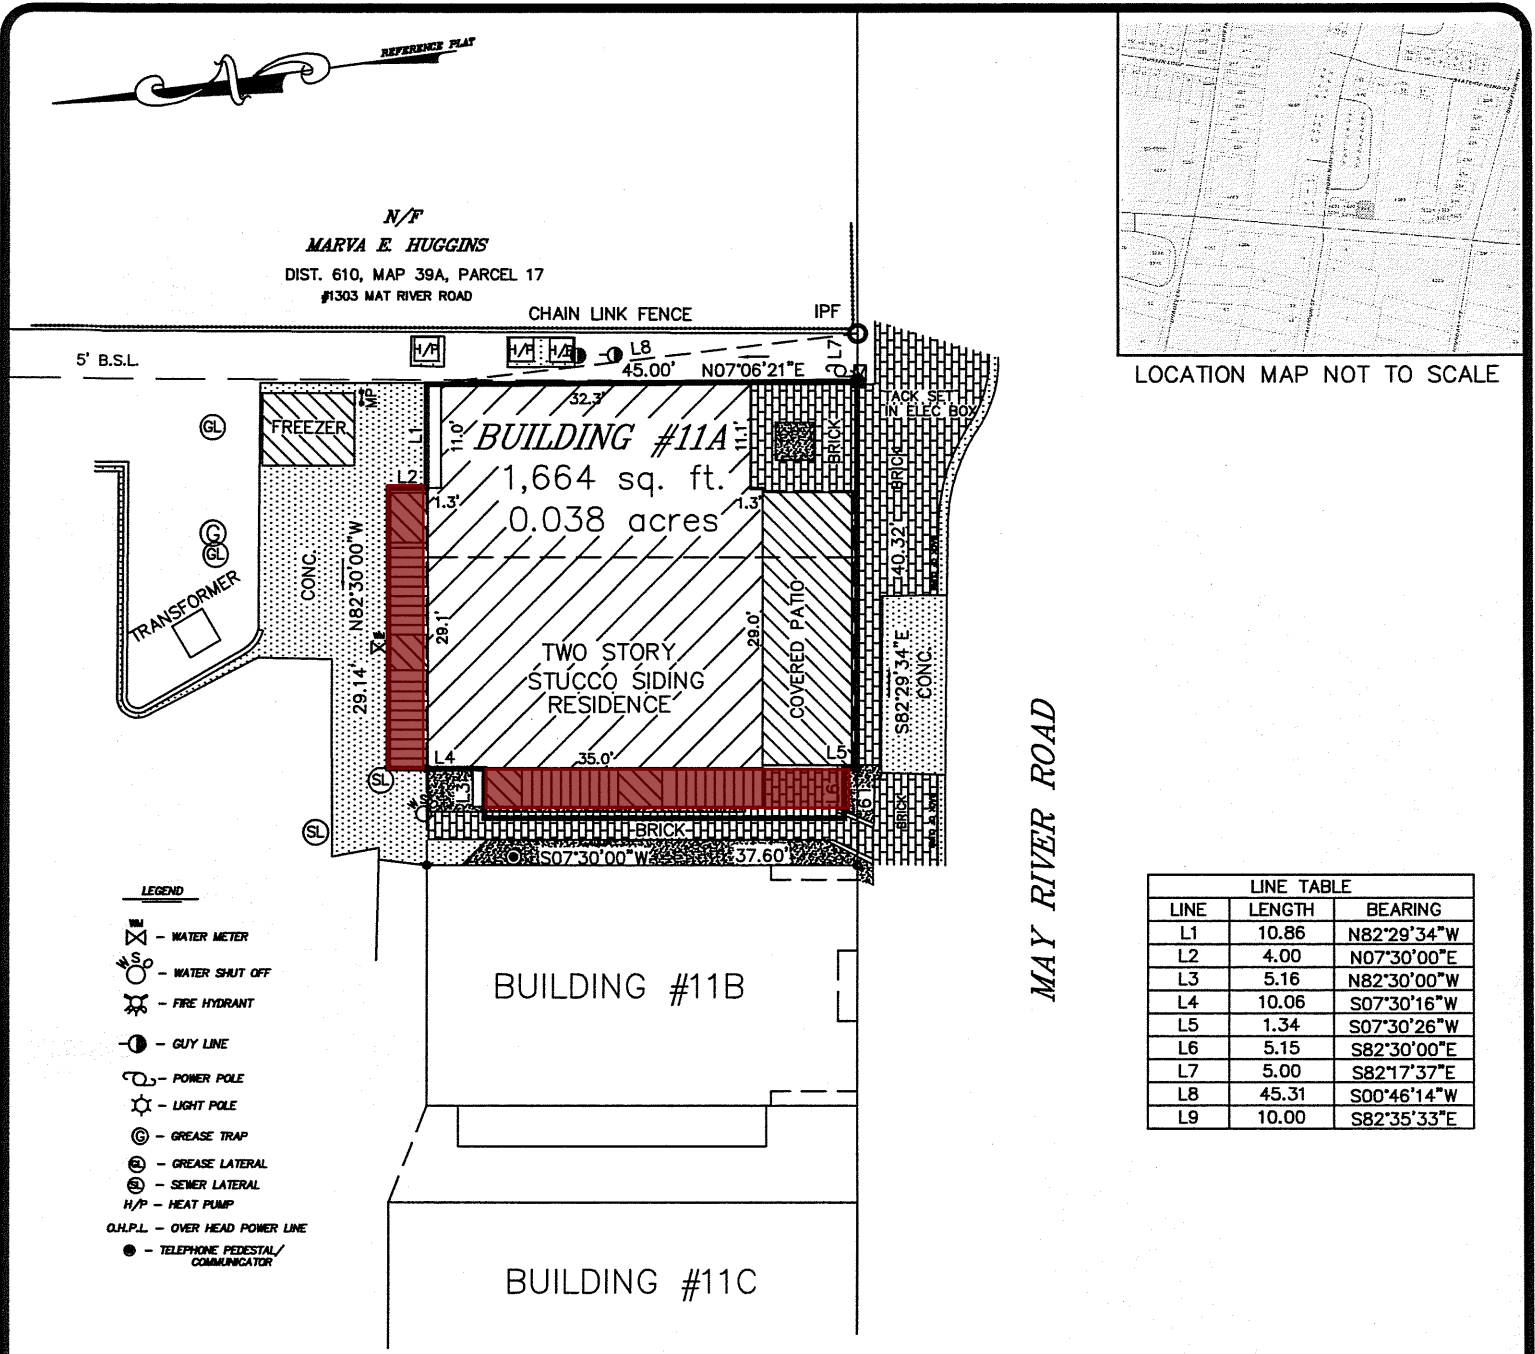 REFERENCE PLAT
N/F
MARVA E. HUGGINS
DIST. 610, MAP 39A, PARCEL 17
#1303 MAT RIVER ROAD
CHAIN LINK FENCE
IPF
5' B.S.L.
H/P
H/P
H/P
L8
L7
45.00'
N07°06'21"E
LOCATION MAP NOT TO SCALE
TACK SET
IN ELEC BOX
MP
FREEZER
GL
L1
11.0'
32.3'
11.1'
BRICK
BUILDING #11A
1,664 sq. ft.
0.038 acres
L2
1.3'
1.3'
BRICK
40.32'
G
GL
CONC.
N82°30'00"W
29.14'
TRANSFORMER
29.1'
29.0'
TWO STORY
STUCCO SIDING
RESIDENCE
COVERED PATIO
S82°29'34"E
CONC.
L4
35.0'
L5
SL
L3
L6
L9
WSO
BRICK
BRICK
SL
S07°30'00"W
37.60'
MAY RIVER ROAD
LEGEND
WM
- WATER METER
WSO
- WATER SHUT OFF
- FIRE HYDRANT
- GUY LINE
- POWER POLE
- LIGHT POLE
G - GREASE TRAP
GL - GREASE LATERAL
SL - SEWER LATERAL
H/P - HEAT PUMP
O.H.P.L. - OVER HEAD POWER LINE
- TELEPHONE PEDESTAL/
COMMUNICATOR
BUILDING #11B
BUILDING #11C
LINE TABLE
LINE LENGTH BEARING
L1 10.86 N82°29'34"W
L2 4.00 N07°30'00"E
L3 5.16 N82°30'00"W
L4 10.06 S07°30'16"W
L5 1.34 S07°30'26"W
L6 5.15 S82°30'00"E
L7 5.00 S82°17'37"E
L8 45.31 S00°46'14"W
L9 10.00 S82°35'33"E